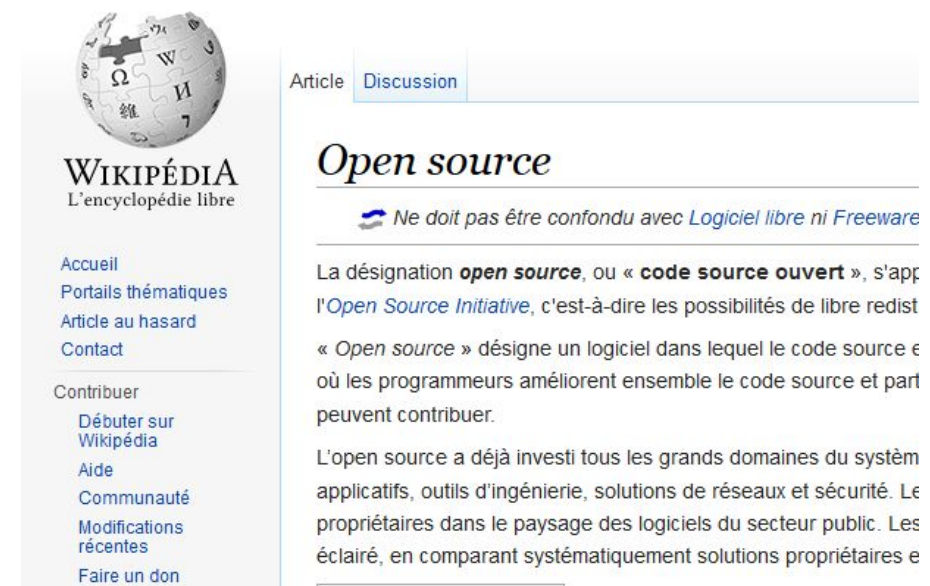 Ω W И
維 7
WIKIPÉDIA
L'encyclopédie libre
Accueil
Portails thématiques
Article au hasard
Contact
Contribuer
Débuter sur
Wikipédia
Aide
Communauté
Modifications
récentes
Faire un don
Article Discussion
Open source
Ne doit pas être confondu avec Logiciel libre ni Freeware
La désignation open source, ou « code source ouvert », s'app
l'Open Source Initiative, c'est-à-dire les possibilités de libre redist
« Open source » désigne un logiciel dans lequel le code source e
où les programmeurs améliorent ensemble le code source et part
peuvent contribuer.
L'open source a déjà investi tous les grands domaines du systèm
applicatifs, outils d'ingénierie, solutions de réseaux et sécurité. Le
propriétaires dans le paysage des logiciels du secteur public. Les
éclairé, en comparant systématiquement solutions propriétaires e